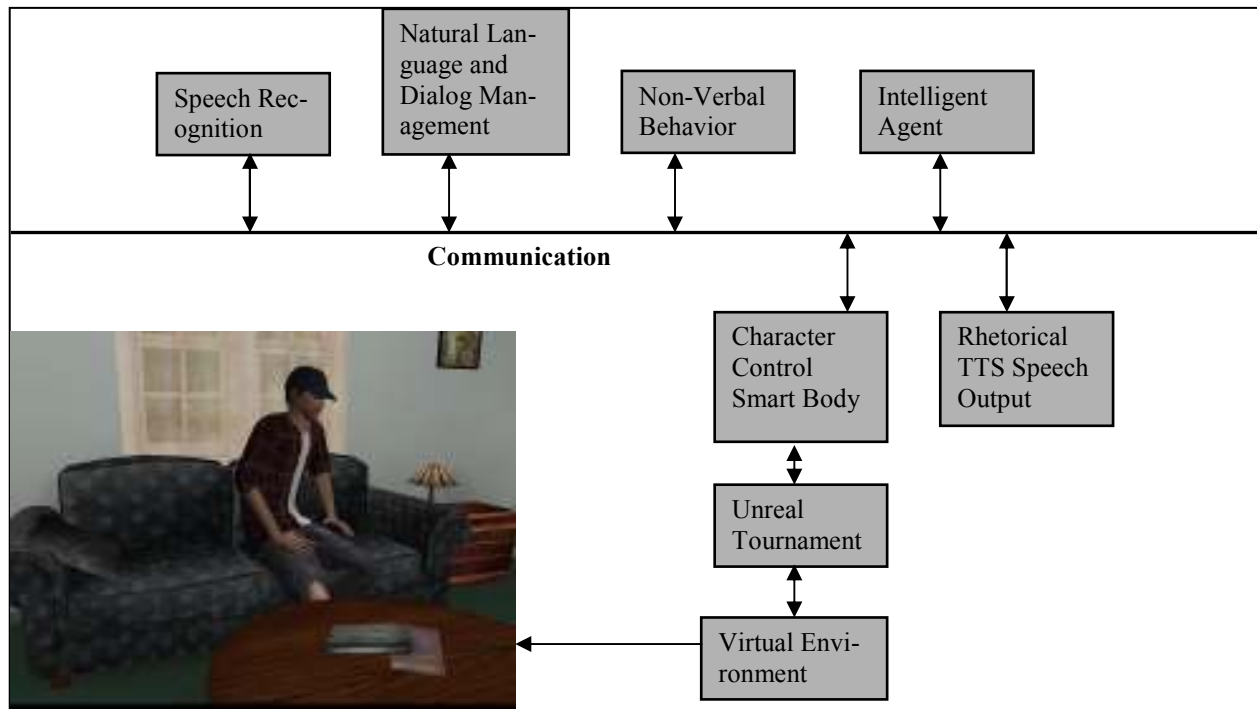 Speech Rec-
ognition
Natural Lan-
guage and
Dialog Man-
agement
Non-Verbal
Behavior
Intelligent
Agent
Communication
Character
Control
Smart Body
Rhetorical
TTS Speech
Output
Unreal
Tournament
Virtual Envi-
ronment